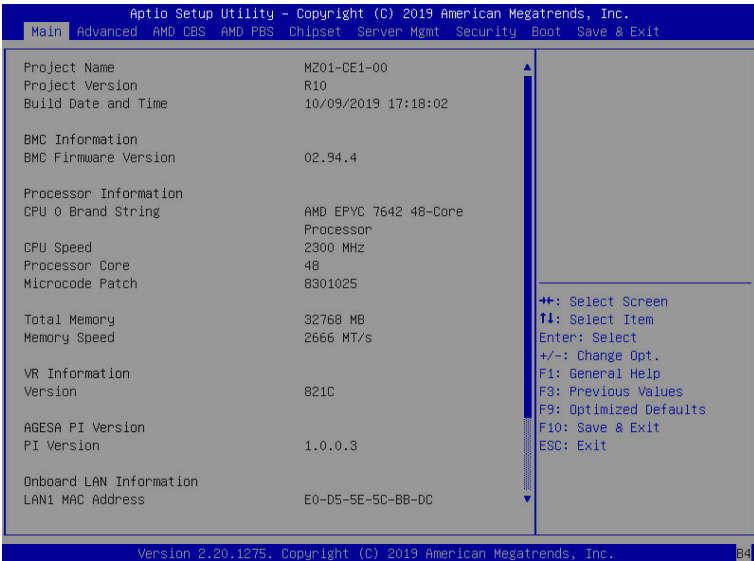 Aptio Setup Utility – Copyright (C) 2019 American Megatrends, Inc.
Main Advanced AMD CBS AMD PBS Chipset Server Mgmt Security Boot Save & Exit
Project Name MZ01-CE1-00
Project Version R10
Build Date and Time 10/09/2019 17:18:02
BMC Information
BMC Firmware Version 02.94.4
Processor Information
CPU 0 Brand String AMD EPYC 7642 48-Core
Processor
CPU Speed 2300 MHz
Processor Core 48
Microcode Patch 8301025
Total Memory 32768 MB
Memory Speed 2666 MT/s
VR Information
Version 821C
AGESA PI Version
PI Version 1.0.0.3
Onboard LAN Information
LAN1 MAC Address E0-D5-5E-5C-BB-DC
→←: Select Screen
↑↓: Select Item
Enter: Select
+/-: Change Opt.
F1: General Help
F3: Previous Values
F9: Optimized Defaults
F10: Save & Exit
ESC: Exit
Version 2.20.1275. Copyright (C) 2019 American Megatrends, Inc.
B4